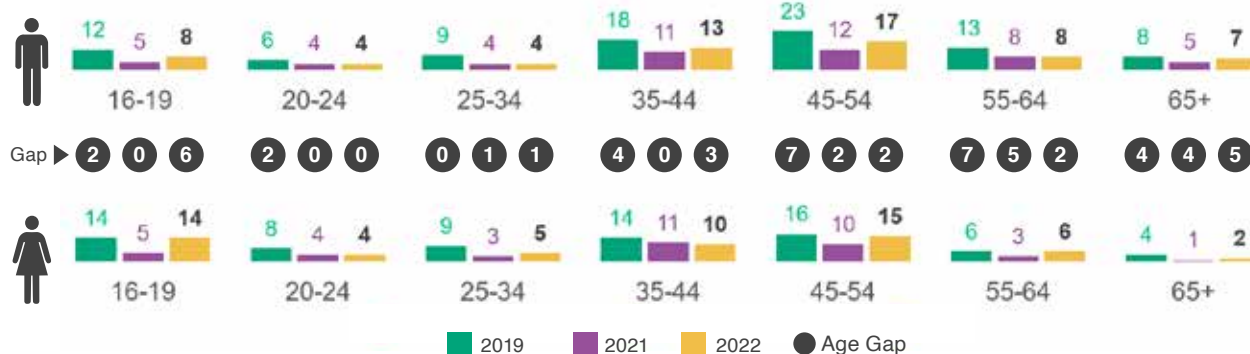 12 5 8 6 4 4 9 4 4 18 11 13 23 12 17 13 8 8 8 5 7
16-19 20-24 25-34 35-44 45-54 55-64 65+
Gap 2 0 6 2 0 0 0 1 1 4 0 3 7 2 2 7 5 2 4 4 5
14 5 14 8 4 4 9 3 5 14 11 10 16 10 15 6 3 6 4 1 2
16-19 20-24 25-34 35-44 45-54 55-64 65+
2019 2021 2022 Age Gap